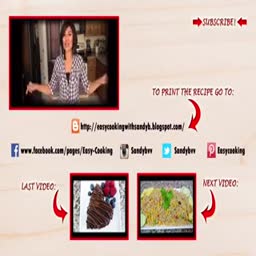 SUBSCRIBE!
TO PRINT THE RECIPE GO TO:
http://easycookingwithsandyb.blogspot.com/
www.facebook.com/pages/Easy-Cooking
Sandybvv
Sandybvv
Easycooking
LAST VIDEO:
NEXT VIDEO: